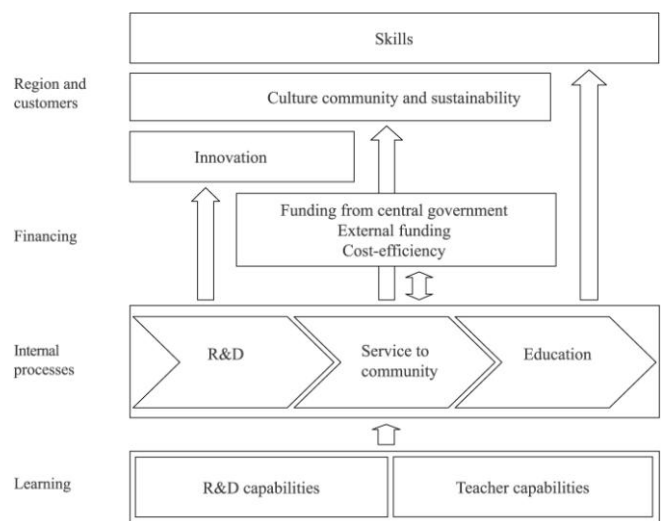 Skills
Region and
customers
Culture community and sustainability
Innovation
Financing
Funding from central government
External funding
Cost-efficiency
Internal
processes
R&D
Service to
community
Education
Learning
R&D capabilities
Teacher capabilities